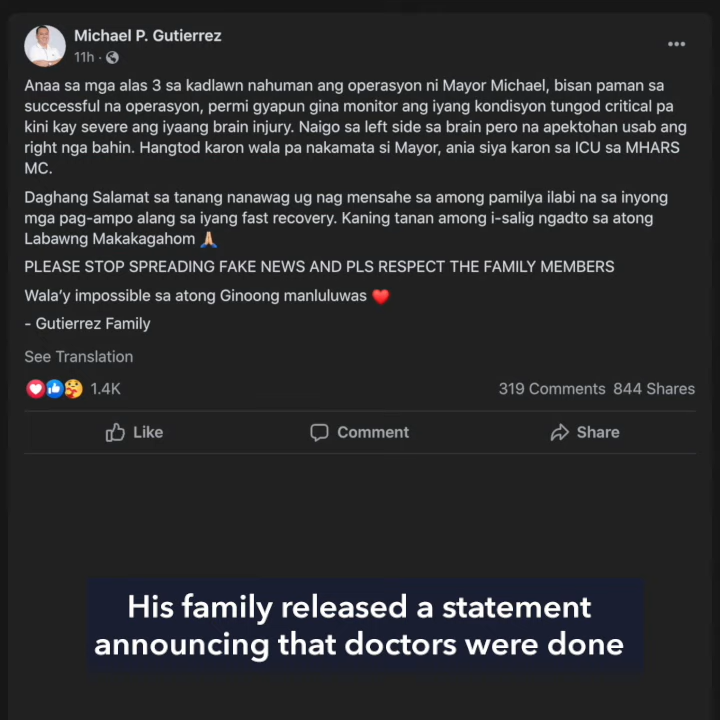 Michael P. Gutierrez
11h ·
Anaa sa mga alas 3 sa kadlawn nahuman ang operasyon ni Mayor Michael, bisan paman sa
successful na operasyon, permi gyapun gina monitor ang iyang kondisyon tungod critical pa
kini kay severe ang iyaang brain injury. Naigo sa left side sa brain pero na apektohan usab ang
right nga bahin. Hangtod karon wala pa nakamata si Mayor, ania siya karon sa ICU sa MHARS
MC.
Daghang Salamat sa tanang nanawag ug nag mensahe sa among pamilya ilabi na sa inyong
mga pag-ampo alang sa iyang fast recovery. Kaning tanan among i-salig ngadto sa atong
Labawng Makakagahom 🙏🏼
PLEASE STOP SPREADING FAKE NEWS AND PLS RESPECT THE FAMILY MEMBERS
Wala'y impossible sa atong Ginoong manluluwas ❤️
- Gutierrez Family
See Translation
1.4K 319 Comments 844 Shares
Like Comment Share
His family released a statement
announcing that doctors were done